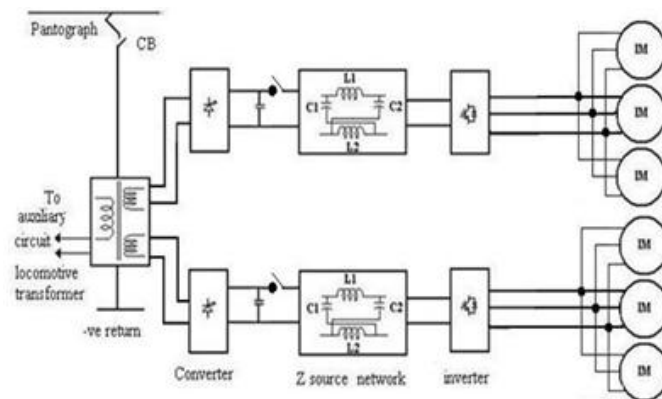 Pantograph
CB
L1
C1
C2
L2
IM
IM
IM
To
auxiliary
circuit
locomotive
transformer
-ve return
L1
C1
C2
L2
IM
IM
IM
Converter
Z source network
inverter